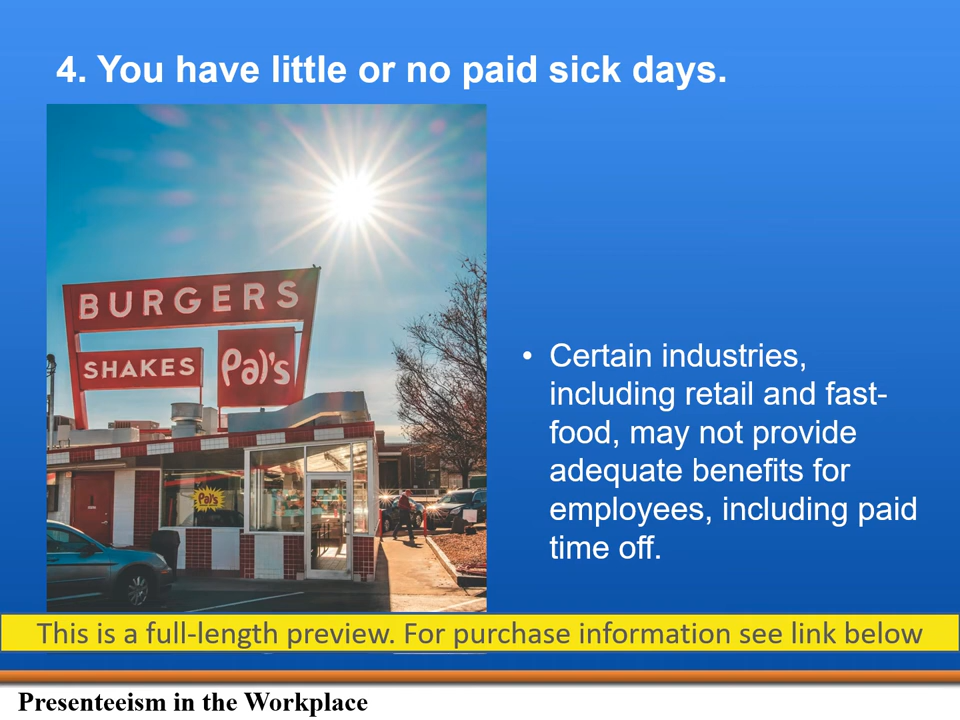 4. You have little or no paid sick days.
BURGERS
SHAKES
Pal's
Pal's
• Certain industries,
including retail and fast-
food, may not provide
adequate benefits for
employees, including paid
time off.
This is a full-length preview. For purchase information see link below
Presenteeism in the Workplace